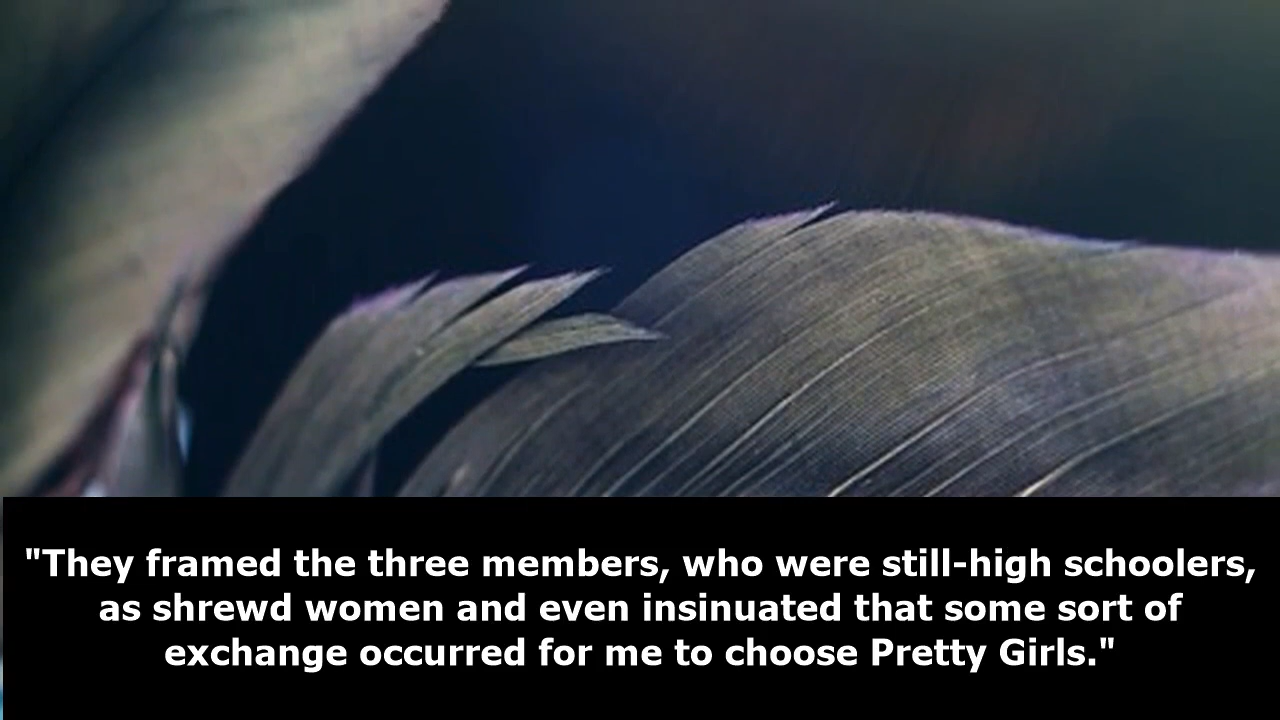 "They framed the three members, who were still-high schoolers,
as shrewd women and even insinuated that some sort of
exchange occurred for me to choose Pretty Girls."